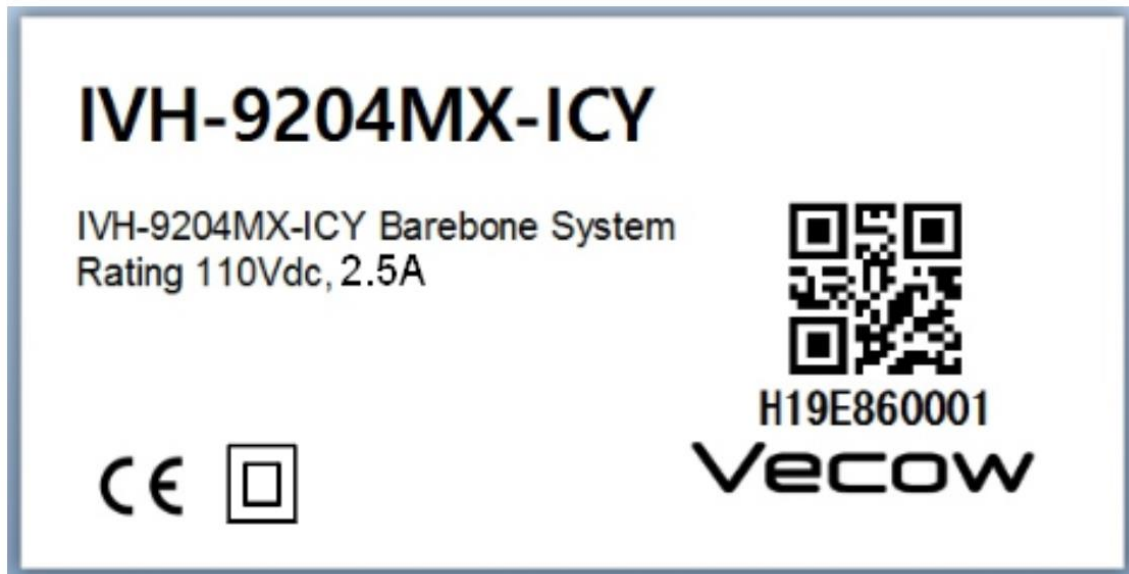 IVH-9204MX-ICY
IVH-9204MX-ICY Barebone System
Rating 110Vdc, 2.5A
H19E860001
Vecow
CE